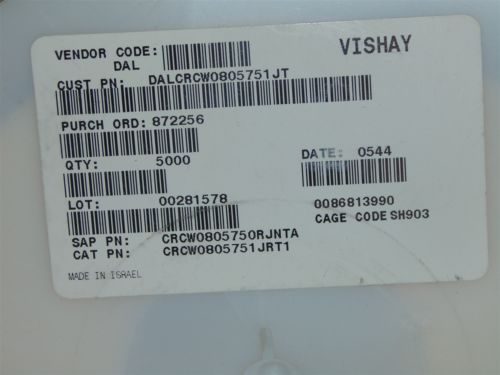 VENDOR CODE:
DAL
VISHAY
CUST PN: DALCRCW0805751JT
PURCH ORD: 872256
QTY: 5000
DATE: 0544
LOT: 00281578
0086813990
CAGE CODE SH903
SAP PN: CRCW0805750RJNTA
CAT PN: CRCW0805751JRT1
MADE IN ISRAEL